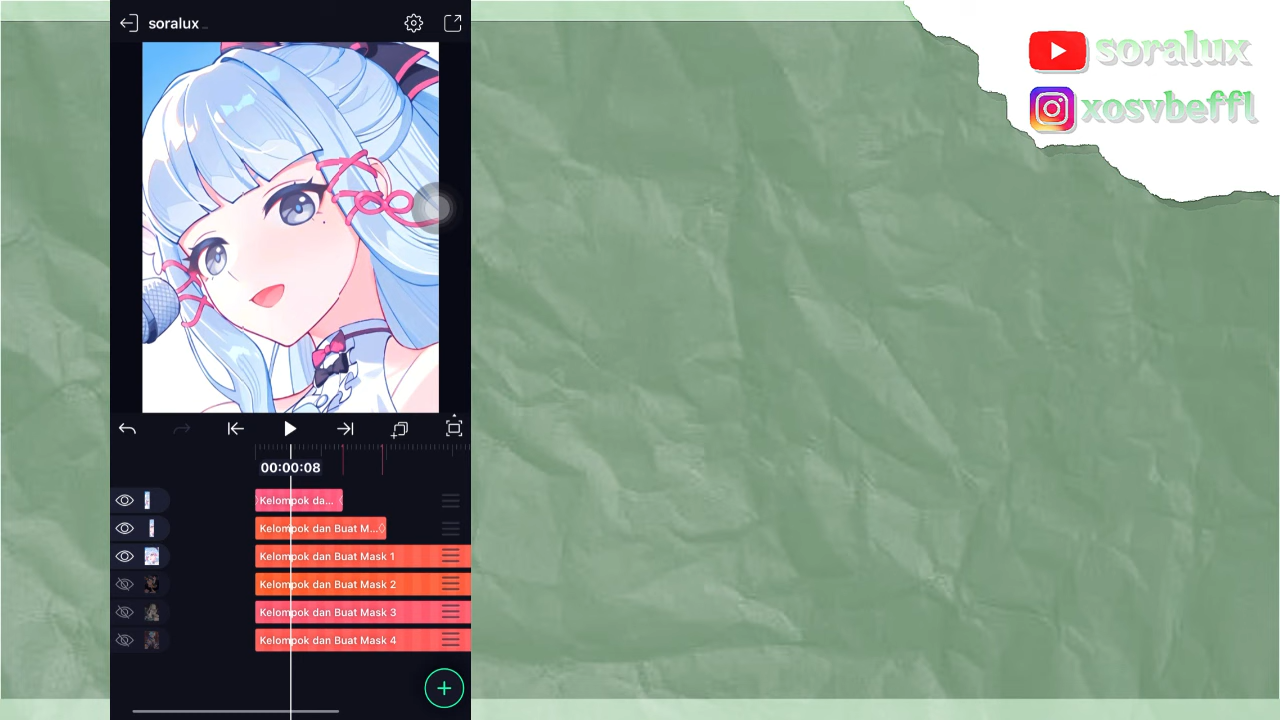 soralux ...
soralux
xosvbeffl
00:00:08
Kelompok da...
Kelompok dan Buat M...
Kelompok dan Buat Mask 1
Kelompok dan Buat Mask 2
Kelompok dan Buat Mask 3
Kelompok dan Buat Mask 4